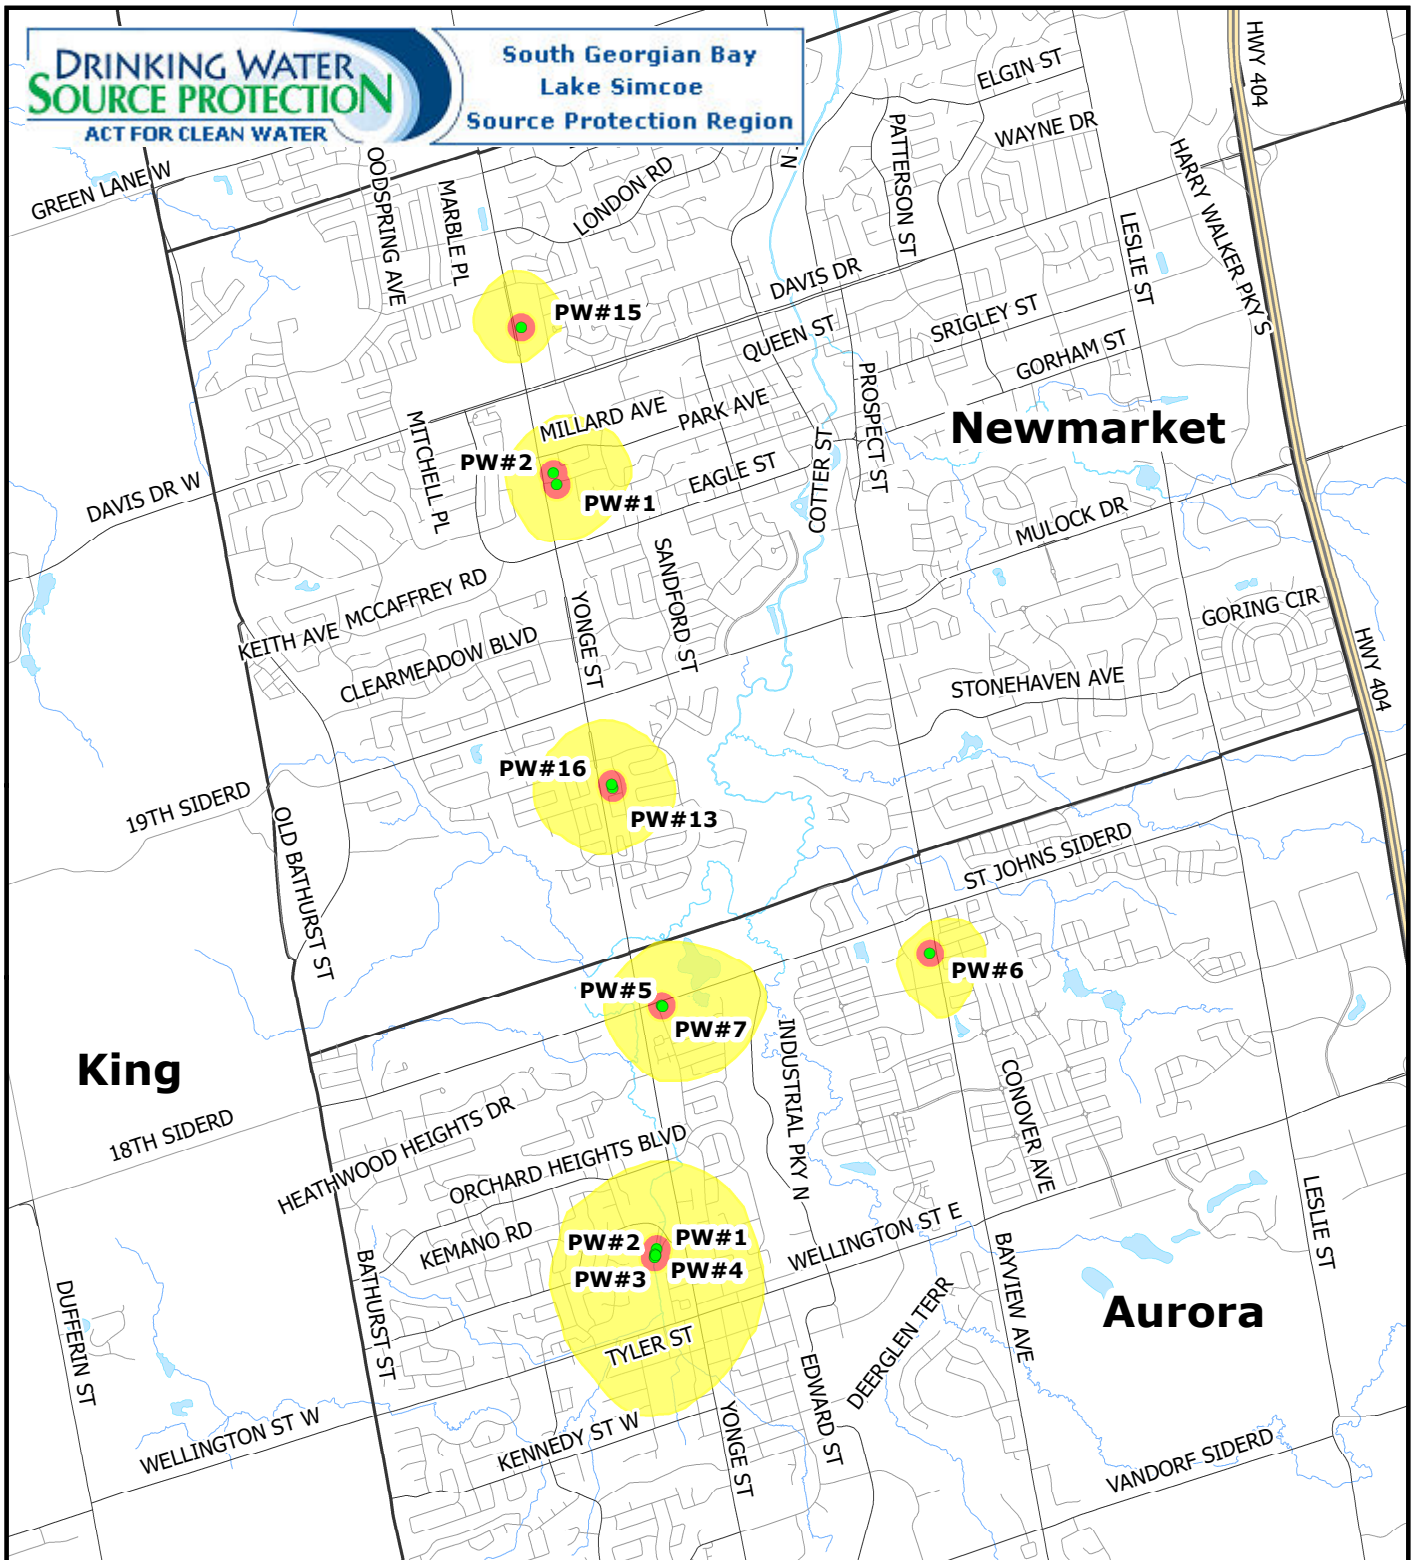 DRINKING WATER
SOURCE PROTECTION
ACT FOR CLEAN WATER
South Georgian Bay
Lake Simcoe
Source Protection Region
HWY 404
ELGIN ST
WAYNE DR
PATTERSON ST
HARRY WALKER PKY S
N
GREEN LANE W
OODSPRING AVE
MARBLE PL
LONDON RD
LESLIE ST
DAVIS DR
PW#15
QUEEN ST
SRIGLEY ST
GORHAM ST
PROSPECT ST
MILLARD AVE
PARK AVE
MITCHELL PL
Newmarket
COTTER ST
PW#2
EAGLE ST
DAVIS DR W
PW#1
MULOCK DR
SANDFORD ST
KEITH AVE
MCCAFFREY RD
YONGE ST
GORING CIR
CLEARMEADOW BLVD
HWY 404
STONEHAVEN AVE
PW#16
19TH SIDERD
PW#13
OLD BATHURST ST
ST JOHNS SIDERD
PW#6
PW#5
PW#7
INDUSTRIAL PKY N
King
CONOVER AVE
18TH SIDERD
HEATHWOOD HEIGHTS DR
ORCHARD HEIGHTS BLVD
KEMANO RD
PW#2
PW#1
PW#3
PW#4
WELLINGTON ST E
LESLIE ST
BAYVIEW AVE
BATHURST ST
DUFFERIN ST
Aurora
DEERGLEN TERR
TYLER ST
EDWARD ST
YONGE ST
WELLINGTON ST W
KENNEDY ST W
VANDORF SIDERD